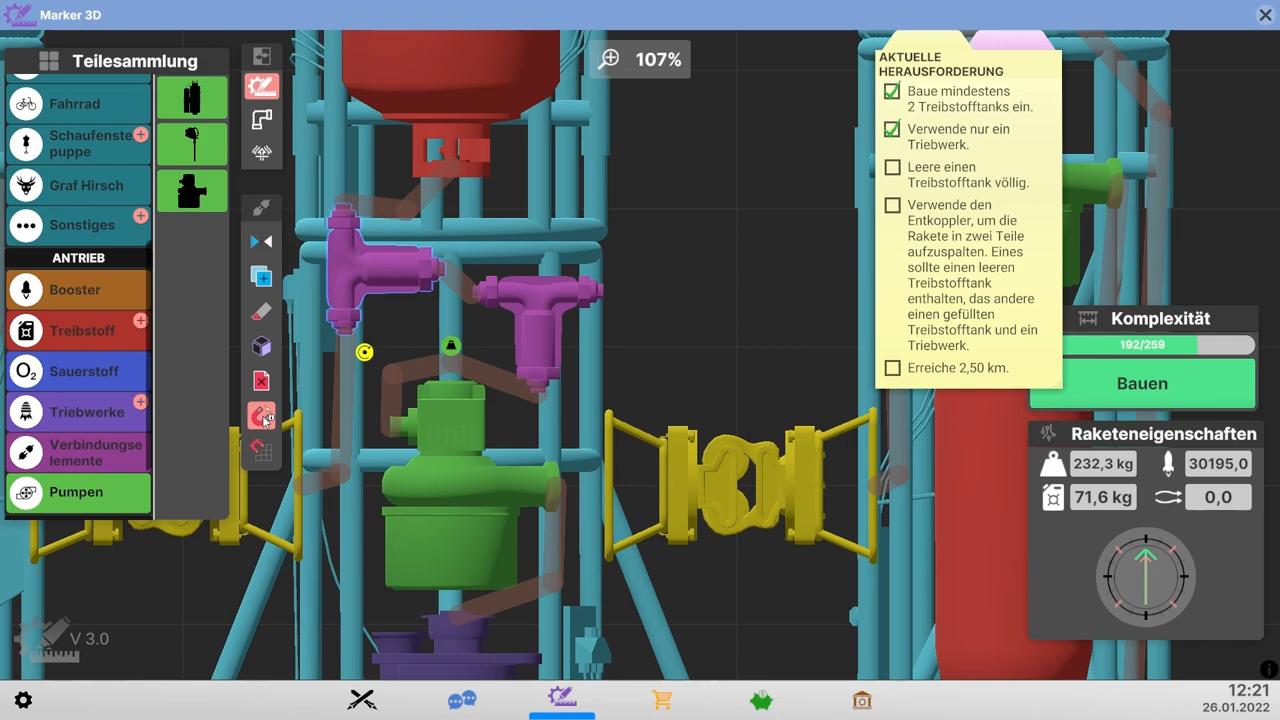 Marker 3D
Teilesammlung
Fahrrad
Schaufenste
puppe
Graf Hirsch
Sonstiges
ANTRIEB
Booster
Treibstoff
O2
Sauerstoff
Triebwerke
Verbindungse
lemente
Pumpen
V 3.0
107%
AKTUELLE
HERAUSFORDERUNG
Baue mindestens
2 Treibstofftanks ein.
Verwende nur ein
Triebwerk.
Leere einen
Treibstofftank völlig.
Verwende den
Entkoppler, um die
Rakete in zwei Teile
aufzuspalten. Eines
sollte einen leeren
Treibstofftank
enthalten, das andere
einen gefüllten
Treibstofftank und ein
Triebwerk.
Erreiche 2,50 km.
Komplexität
192/259
Bauen
Raketeneigenschaften
232,3 kg
30195,0
71,6 kg
0,0
12:21
26.01.2022